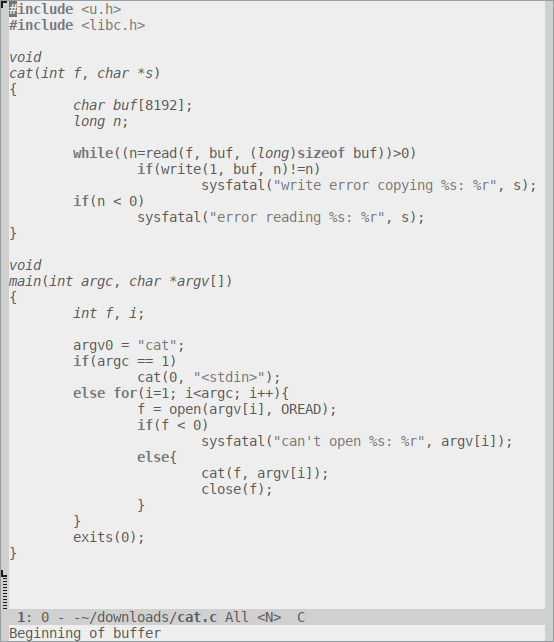 #include <u.h>
#include <libc.h>

void
cat(int f, char *s)
{
        char buf[8192];
        long n;

        while((n=read(f, buf, (long)sizeof buf))>0)
                if(write(1, buf, n)!=n)
                        sysfatal("write error copying %s: %r", s);
        if(n < 0)
                sysfatal("error reading %s: %r", s);
}

void
main(int argc, char *argv[])
{
        int f, i;

        argv0 = "cat";
        if(argc == 1)
                cat(0, "<stdin>");
        else for(i=1; i<argc; i++){
                f = open(argv[i], OREAD);
                if(f < 0)
                        sysfatal("can't open %s: %r", argv[i]);
                else{
                        cat(f, argv[i]);
                        close(f);
                }
        }
        exits(0);
}
1: 0 - -~/downloads/cat.c All <N>  C
Beginning of buffer